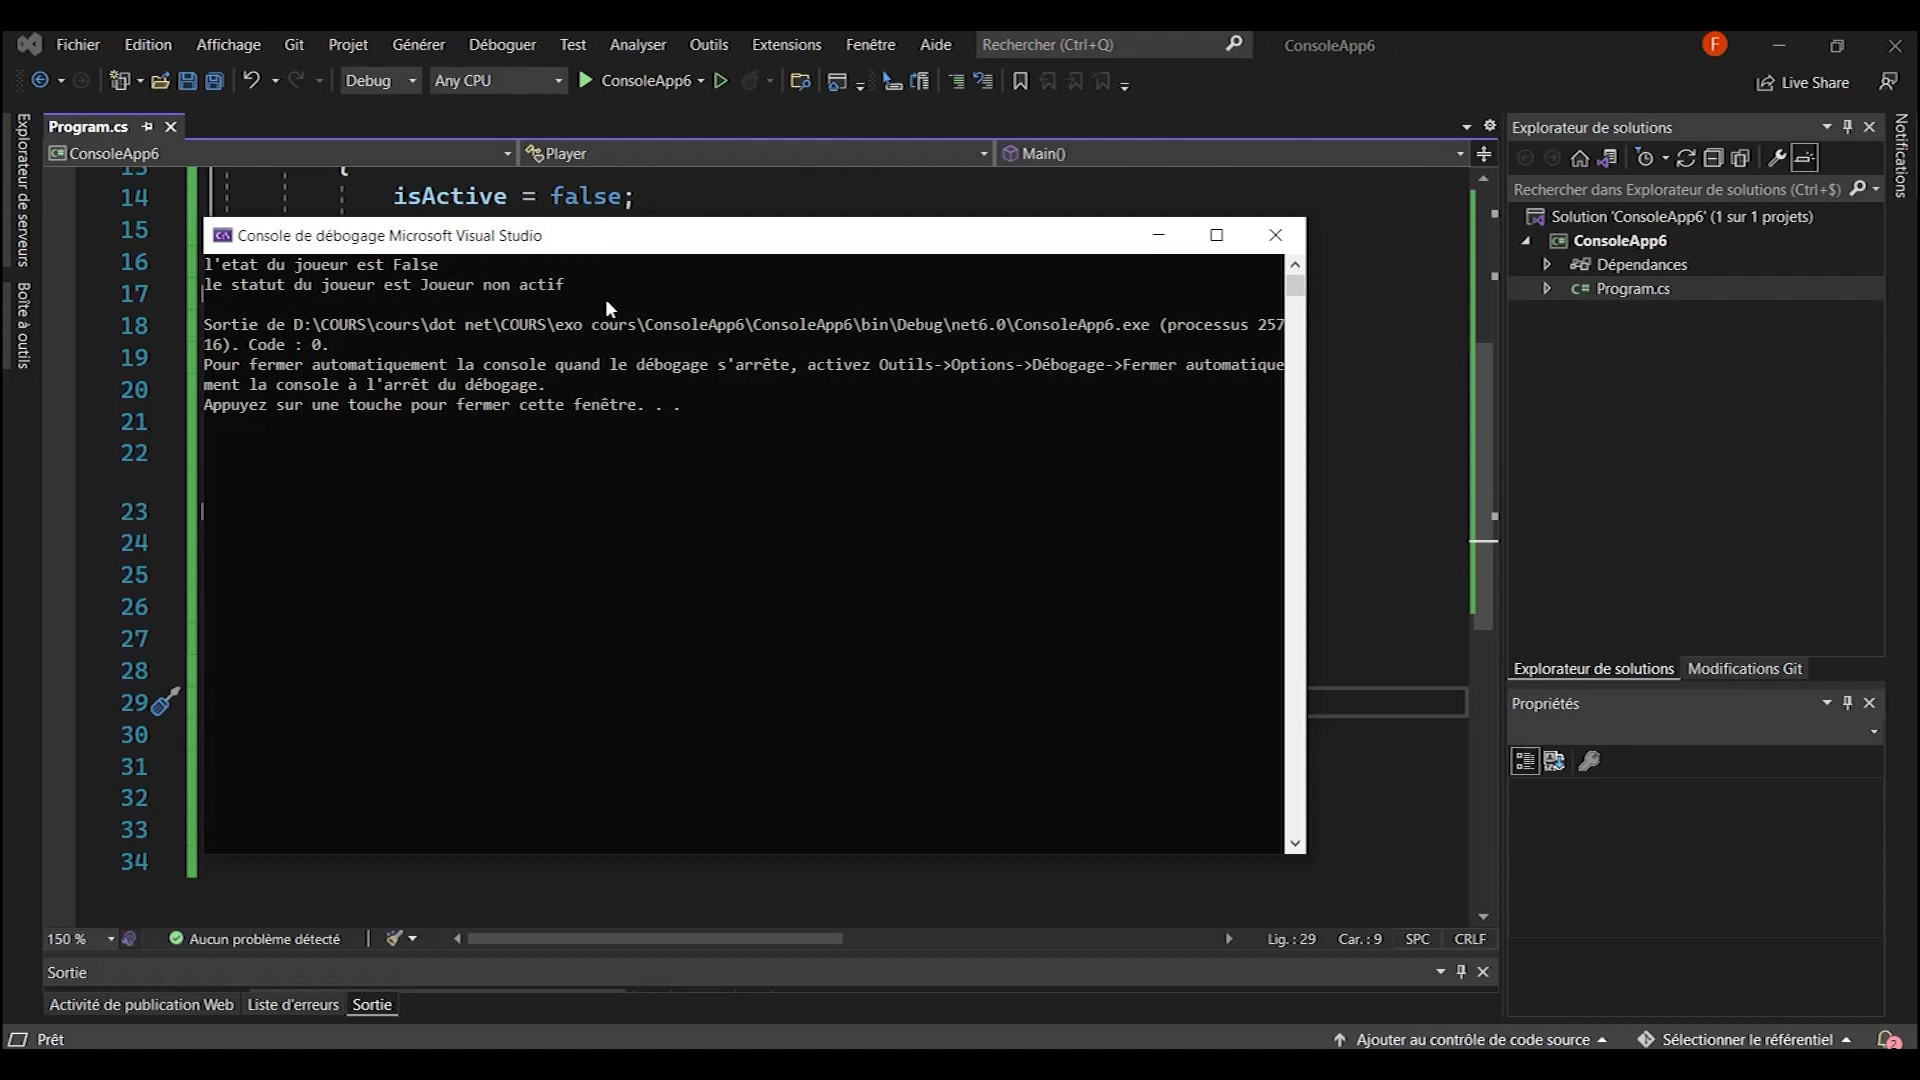 Fichier Edition Affichage Git Projet Générer Déboguer Test Analyser Outils Extensions Fenêtre Aide Rechercher (Ctrl+Q) ConsoleApp6 F
Debug Any CPU ConsoleApp6 Live Share
Explorateur de serveurs
Boîte à outils
Program.cs
ConsoleApp6 Player Main()
13 {
14 isActive = false;
15
16
17
18
19
20
21
22
23
24
25
26
27
28
29
30
31
32
33
34
Console de débogage Microsoft Visual Studio
l'etat du joueur est False
le statut du joueur est Joueur non actif
Sortie de D:\COURS\cours\dot net\COURS\exo cours\ConsoleApp6\ConsoleApp6\bin\Debug\net6.0\ConsoleApp6.exe (processus 257
16). Code : 0.
Pour fermer automatiquement la console quand le débogage s'arrête, activez Outils->Options->Débogage->Fermer automatique
ment la console à l'arrêt du débogage.
Appuyez sur une touche pour fermer cette fenêtre. . .
150 % Aucun problème détecté Lig. : 29 Car. : 9 SPC CRLF
Sortie
Activité de publication Web Liste d'erreurs Sortie
Explorateur de solutions
Rechercher dans Explorateur de solutions (Ctrl+$)
Solution 'ConsoleApp6' (1 sur 1 projets)
ConsoleApp6
Dépendances
C# Program.cs
Explorateur de solutions Modifications Git
Propriétés
Notifications
Prêt Ajouter au contrôle de code source Sélectionner le référentiel 2